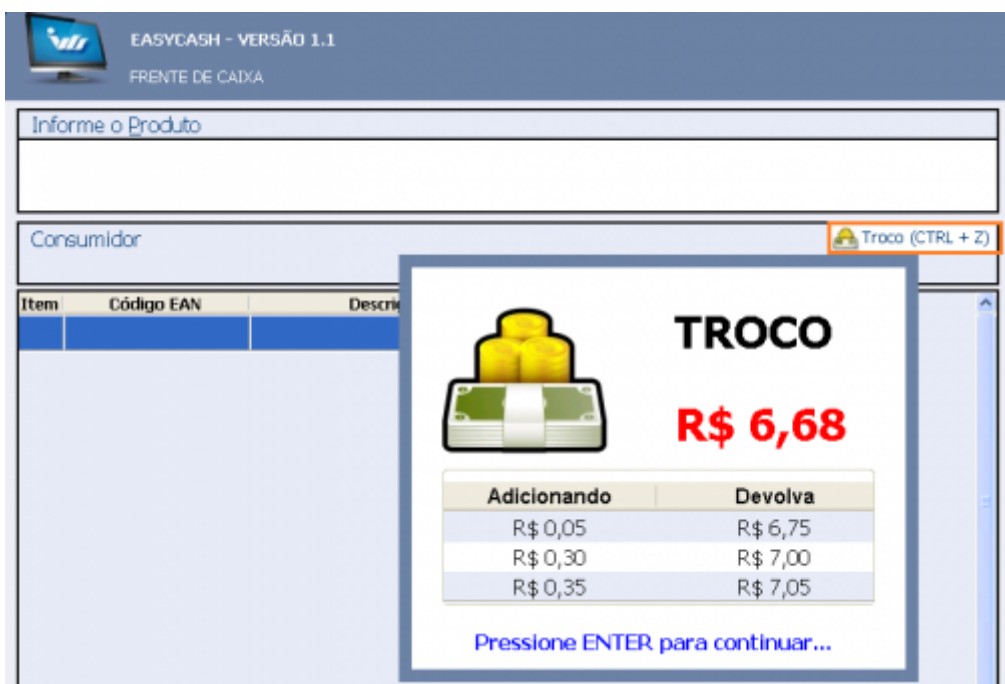 EASYCASH - VERSÃO 1.1
FRENTE DE CAIXA
Informe o Produto
Consumidor
Troco (CTRL + Z)
Item Código EAN
TROCO
R$ 6,68
Adicionando Devolva
R$ 0,05 R$ 6,75
R$ 0,30 R$ 7,00
R$ 0,35 R$ 7,05
Pressione ENTER para continuar...